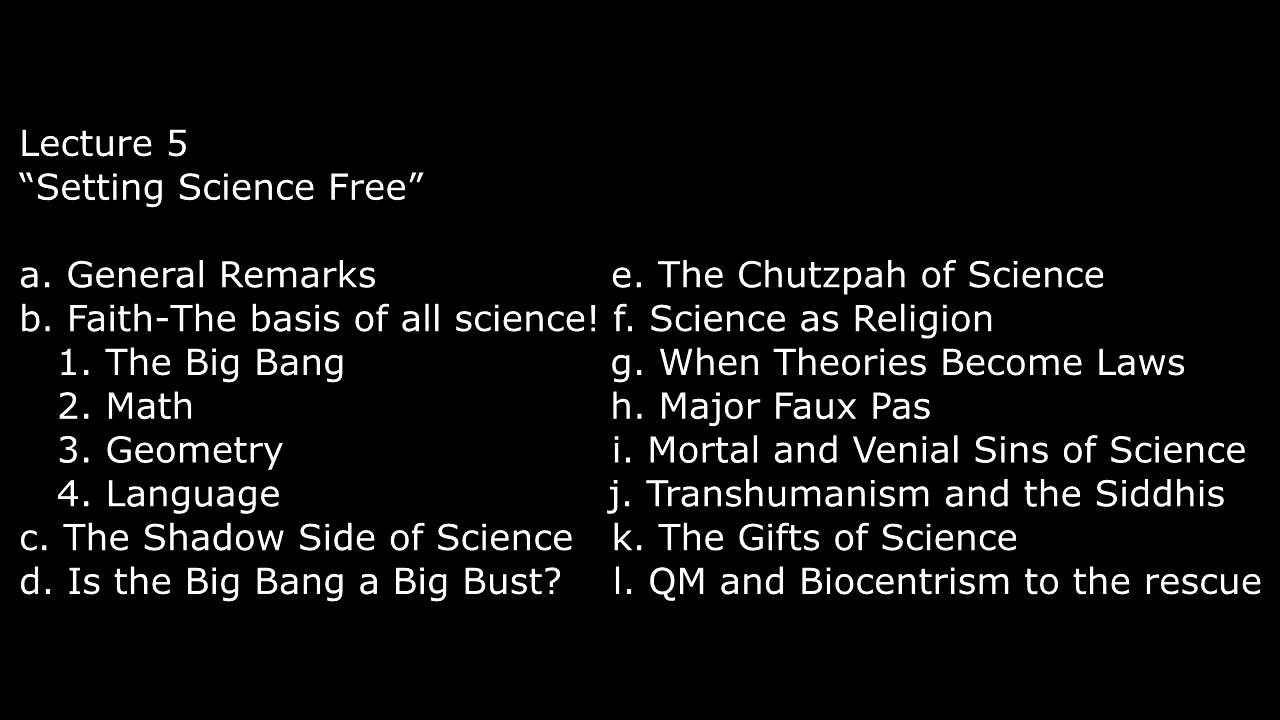 Lecture 5
“Setting Science Free”
a. General Remarks
b. Faith-The basis of all science!
1. The Big Bang
2. Math
3. Geometry
4. Language
c. The Shadow Side of Science
d. Is the Big Bang a Big Bust?
e. The Chutzpah of Science
f. Science as Religion
g. When Theories Become Laws
h. Major Faux Pas
i. Mortal and Venial Sins of Science
j. Transhumanism and the Siddhis
k. The Gifts of Science
l. QM and Biocentrism to the rescue